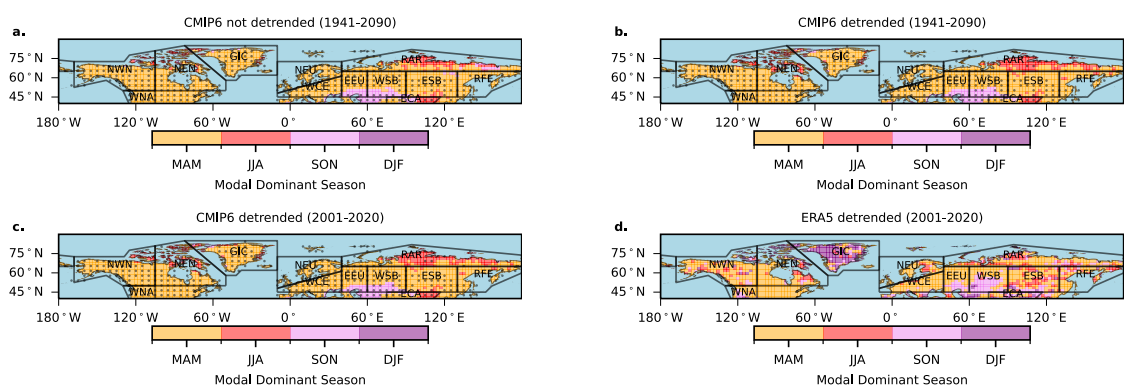 a.
CMIP6 not detrended (1941-2090)
75°N
60°N
45°N
NWN
NEN
GIC
WNA
NEU
WCE
EEU
WSB
ESB
RAR
RFE
ECA
180°W 120°W 60°W 0° 60°E 120°E
MAM JJA SON DJF
Modal Dominant Season
b.
CMIP6 detrended (1941-2090)
75°N
60°N
45°N
NWN
NEN
GIC
WNA
NEU
WCE
EEU
WSB
ESB
RAR
RFE
ECA
180°W 120°W 60°W 0° 60°E 120°E
MAM JJA SON DJF
Modal Dominant Season
c.
CMIP6 detrended (2001-2020)
75°N
60°N
45°N
NWN
NEN
GIC
WNA
NEU
WCE
EEU
WSB
ESB
RAR
RFE
ECA
180°W 120°W 60°W 0° 60°E 120°E
MAM JJA SON DJF
Modal Dominant Season
d.
ERA5 detrended (2001-2020)
75°N
60°N
45°N
NWN
NEN
GIC
WNA
NEU
WCE
EEU
WSB
ESB
RAR
RFE
ECA
180°W 120°W 60°W 0° 60°E 120°E
MAM JJA SON DJF
Modal Dominant Season